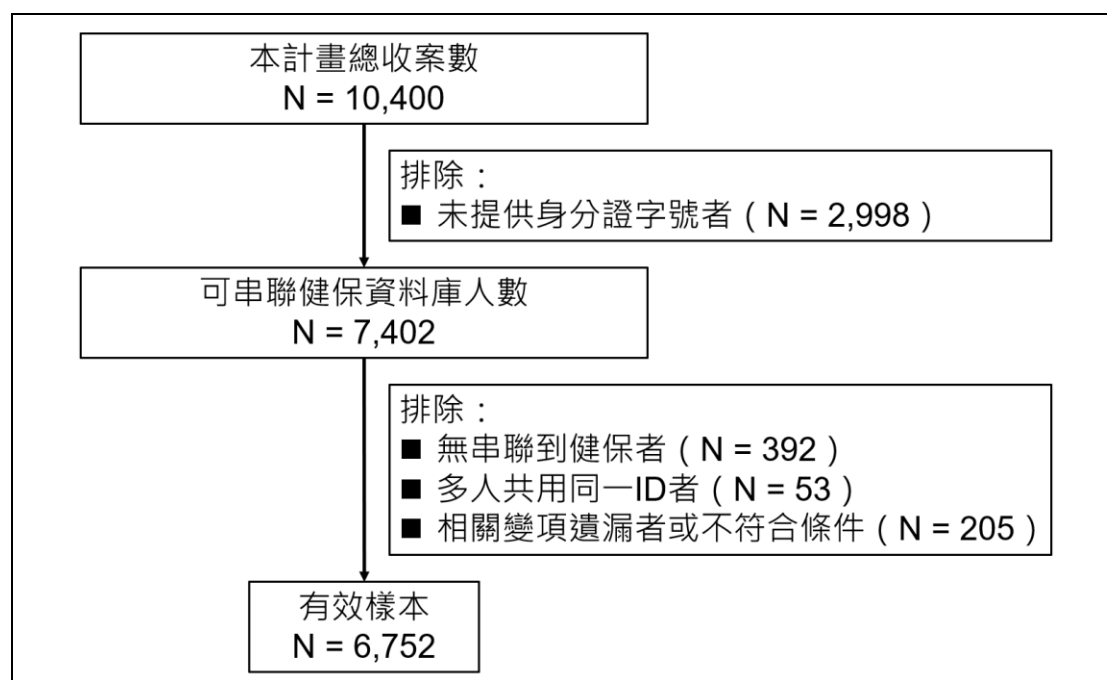 本計畫總收案數
N = 10,400
排除：
■ 未提供身分證字號者（N = 2,998）
可串聯健保資料庫人數
N = 7,402
排除：
■ 無串聯到健保者（N = 392）
■ 多人共用同一ID者（N = 53）
■ 相關變項遺漏者或不符合條件（N = 205）
有效樣本
N = 6,752